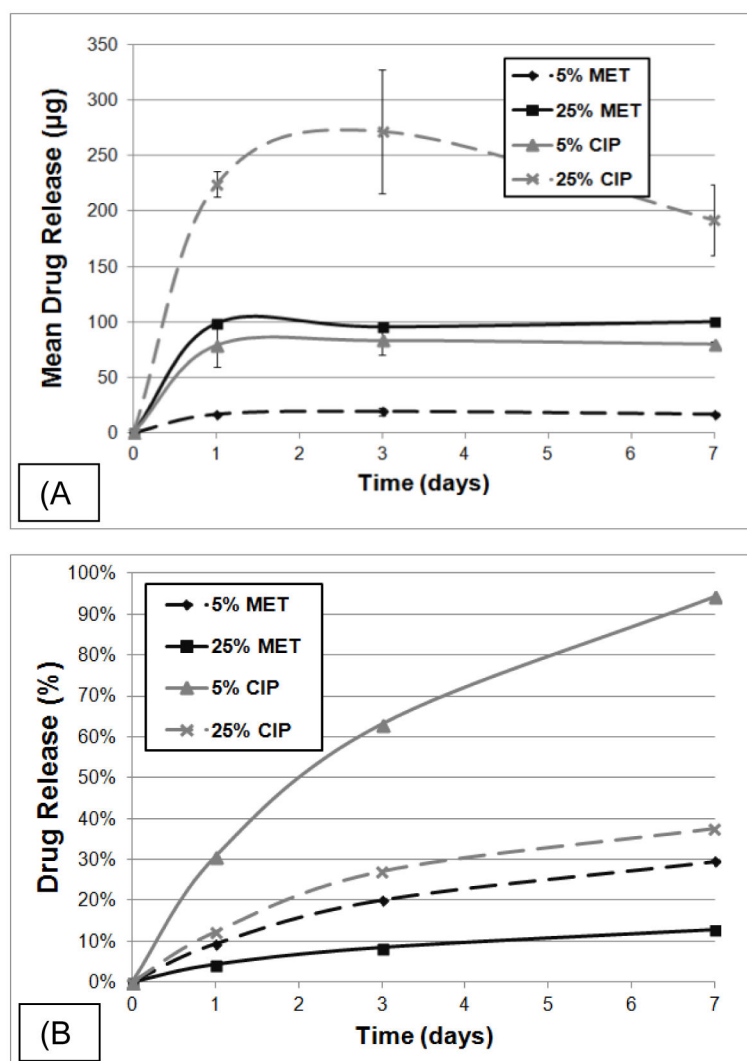 350
300
250
200
150
100
50
0
Mean Drug Release (µg)
·5% MET
25% MET
5% CIP
·25% CIP
0 1 2 3 4 5 6 7
Time (days)
(A
100%
90%
80%
70%
60%
50%
40%
30%
20%
10%
0%
Drug Release (%)
·5% MET
25% MET
5% CIP
·25% CIP
0 1 2 3 4 5 6 7
Time (days)
(B